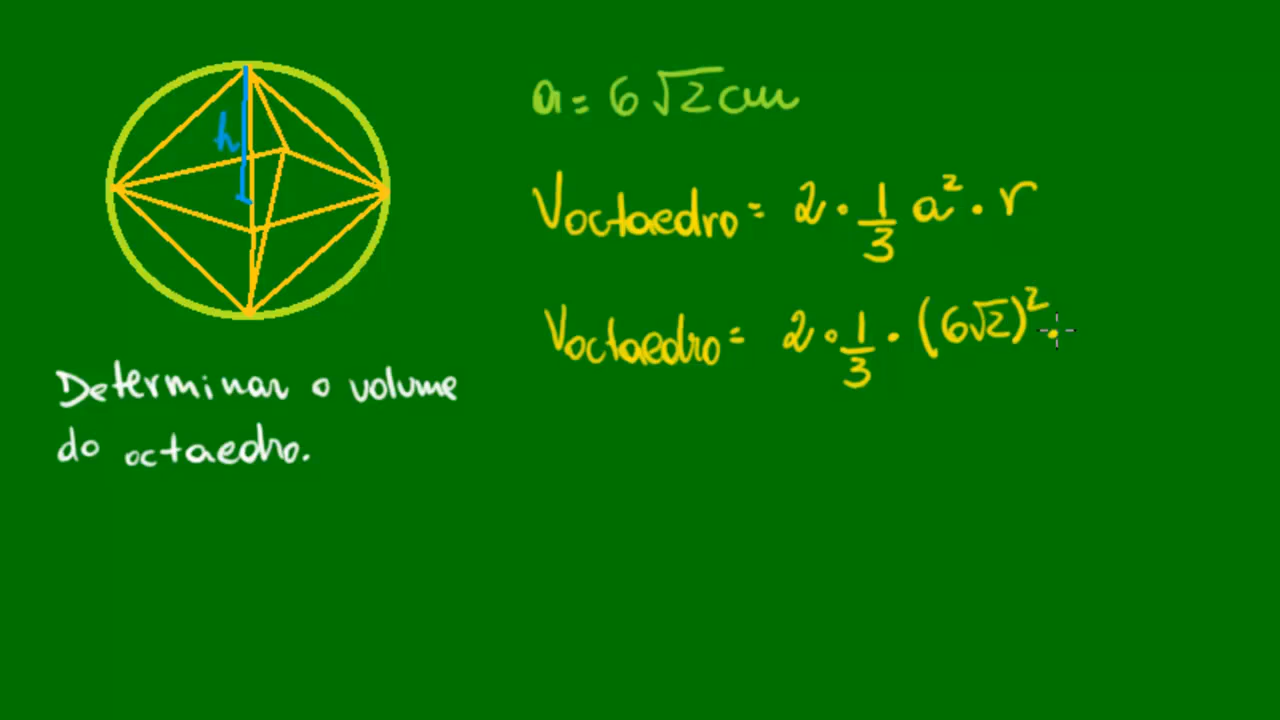 h
a = 6√2 cm
Voctaedro = 2 · 1/3 a² · r
Voctaedro = 2 · 1/3 · (6√2)² ·
Determinar o volume
do octaedro.